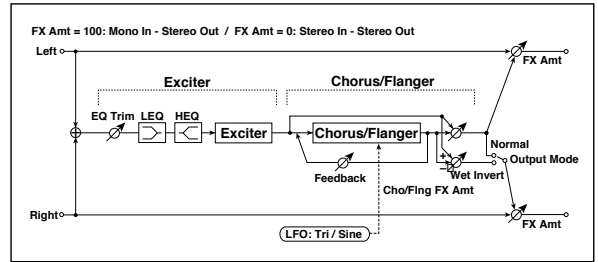 FX Amt = 100: Mono In - Stereo Out / FX Amt = 0: Stereo In - Stereo Out
Left
FX Amt
Exciter
Chorus/Flanger
EQ Trim
LEQ
HEQ
Exciter
Chorus/Flanger
Normal
Output Mode
+
−
Wet Invert
Feedback
Cho/Flng FX Amt
Right
FX Amt
LFO: Tri / Sine